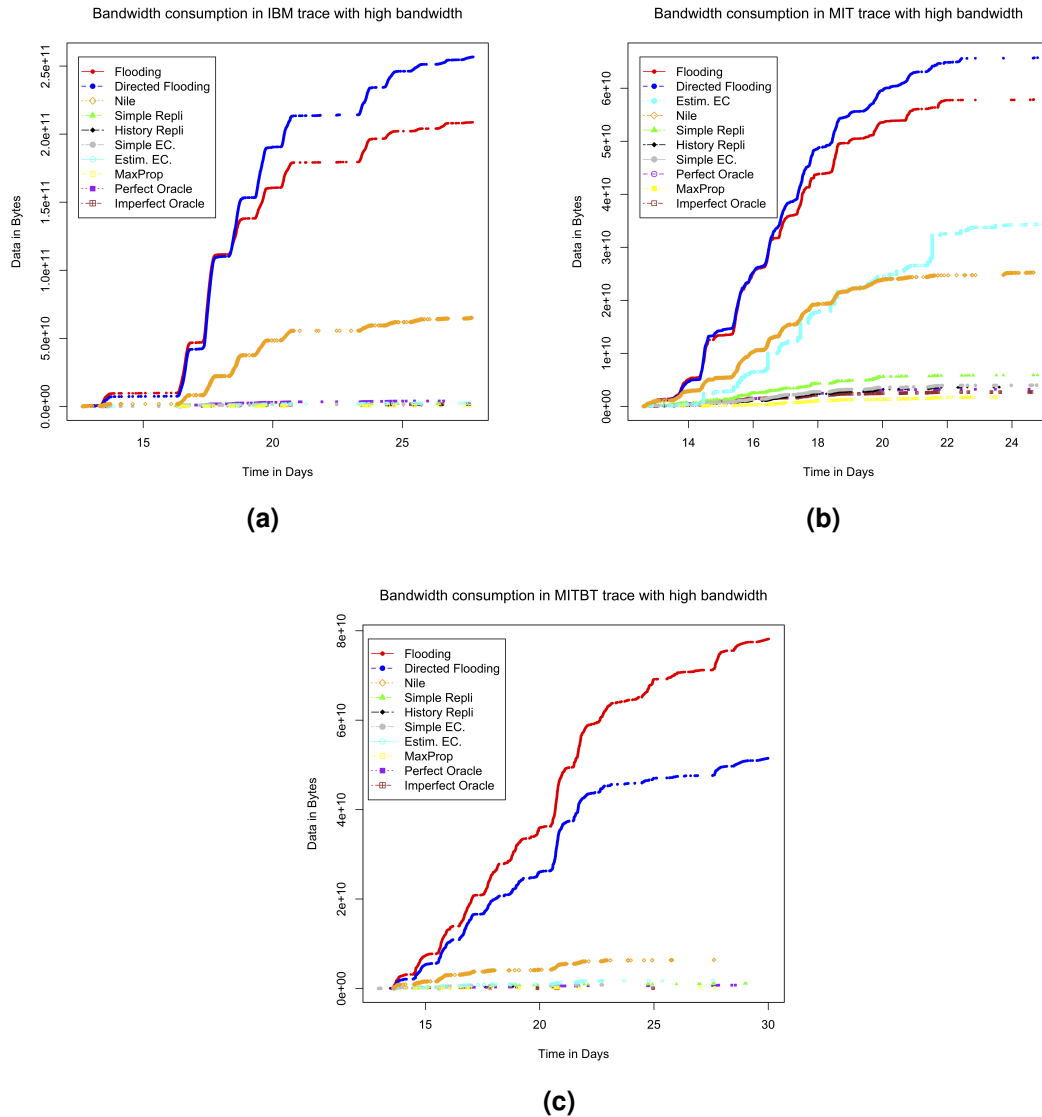 Bandwidth consumption in IBM trace with high bandwidth
Data in Bytes
2.5e+11
2.0e+11
1.5e+11
1.0e+11
5.0e+10
0.0e+00
Flooding
Directed Flooding
Nile
Simple Repli
History Repli
Simple EC.
Estim. EC.
MaxProp
Perfect Oracle
Imperfect Oracle
15
20
25
Time in Days
(a)
Bandwidth consumption in MIT trace with high bandwidth
Data in Bytes
6e+10
5e+10
4e+10
3e+10
2e+10
1e+10
0e+00
Flooding
Directed Flooding
Estim. EC
Nile
Simple Repli
History Repli
Simple EC.
Perfect Oracle
MaxProp
Imperfect Oracle
14
16
18
20
22
24
Time in Days
(b)
Bandwidth consumption in MITBT trace with high bandwidth
Data in Bytes
8e+10
6e+10
4e+10
2e+10
0e+00
Flooding
Directed Flooding
Nile
Simple Repli
History Repli
Simple EC.
Estim. EC.
MaxProp
Perfect Oracle
Imperfect Oracle
15
20
25
30
Time in Days
(c)